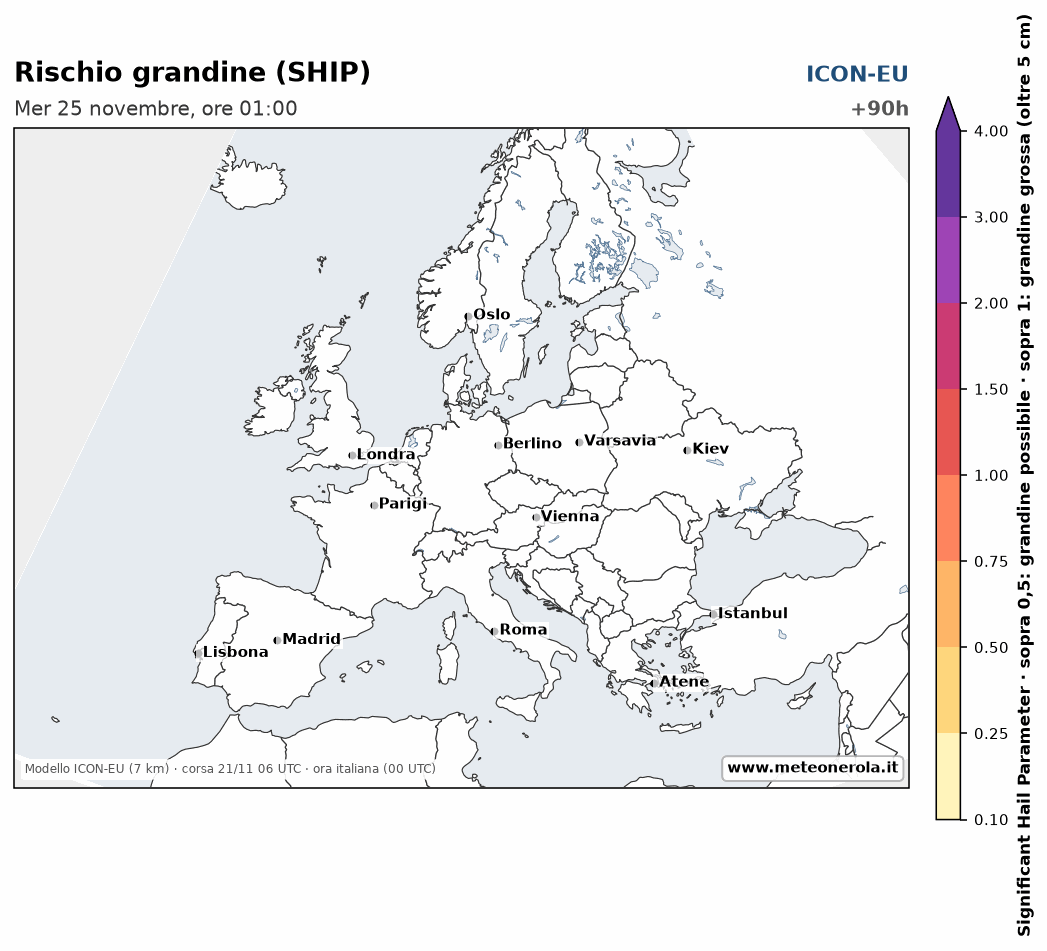 Rischio grandine (SHIP)
ICON-EU
Mer 25 novembre, ore 01:00
+90h
Oslo
Berlino
Varsavia
Kiev
Londra
Parigi
Vienna
Istanbul
Roma
Madrid
Lisbona
Atene
Modello ICON-EU (7 km) · corsa 21/11 06 UTC · ora italiana (00 UTC)
www.meteonerola.it
4.00
3.00
2.00
1.50
1.00
0.75
0.50
0.25
0.10
Significant Hail Parameter · sopra 0,5: grandine possibile · sopra 1: grandine grossa (oltre 5 cm)